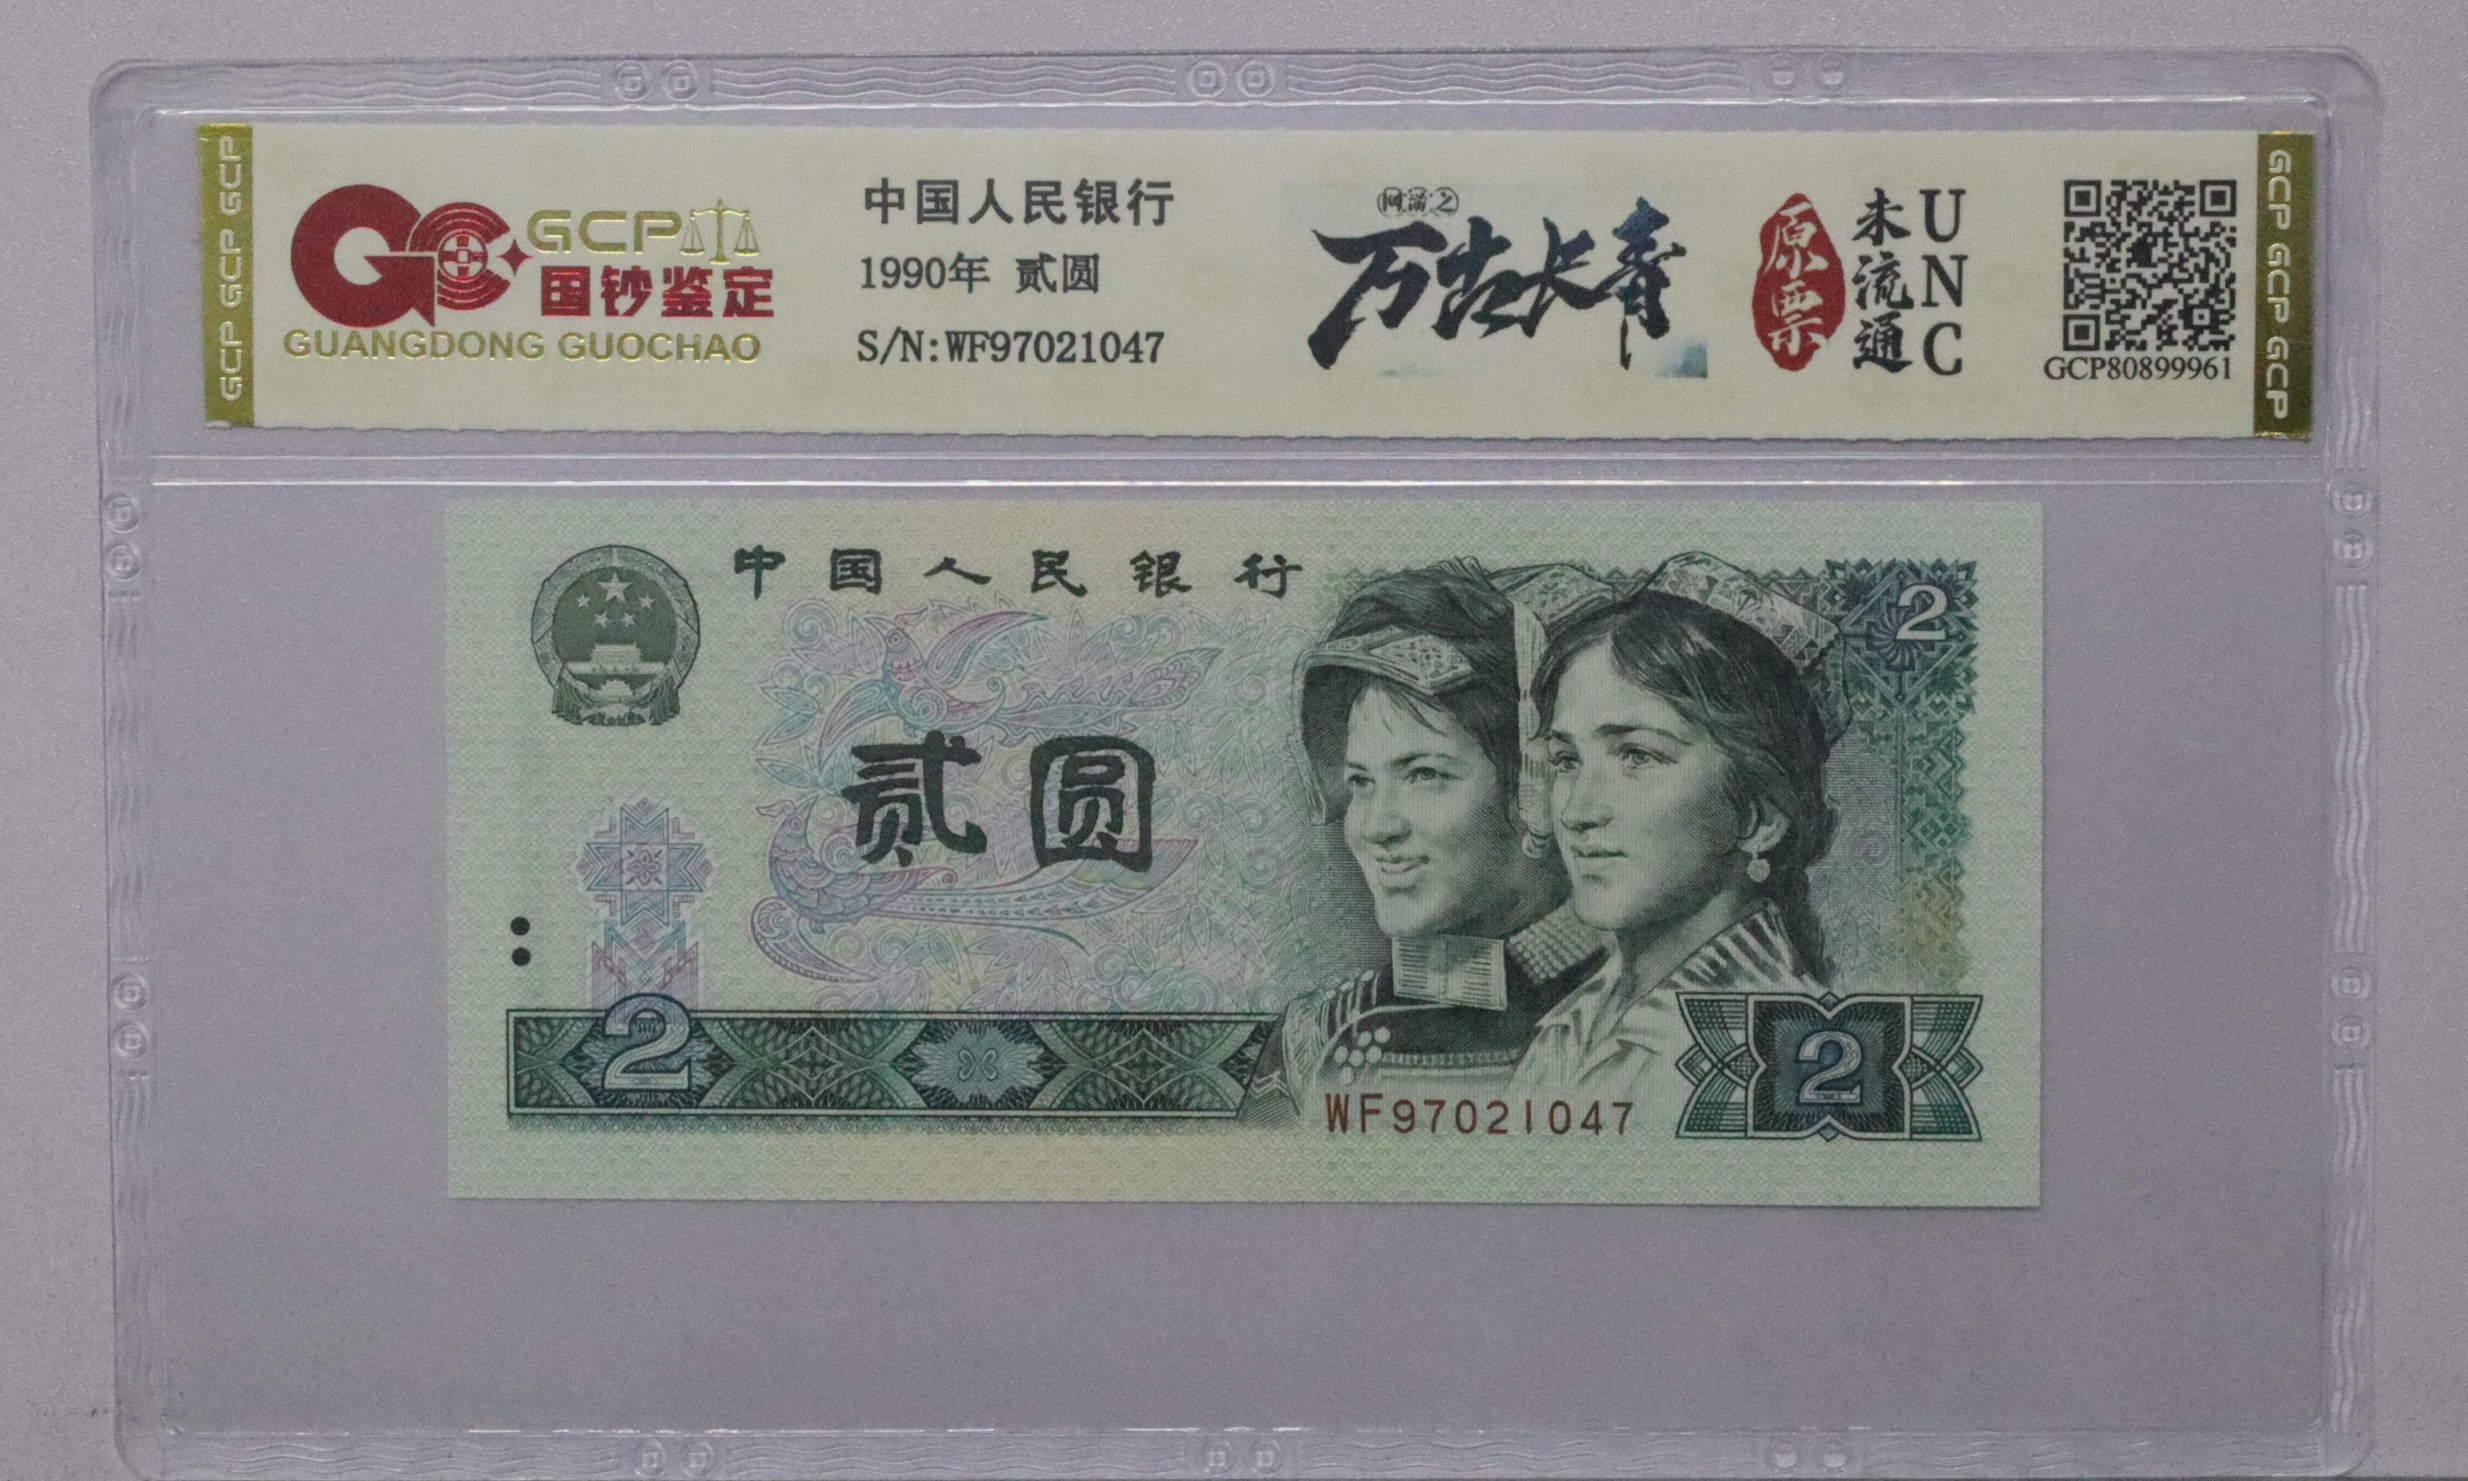 GCP GCP GCP
GCP
国钞鉴定
GUANGDONG GUOCHAO
中国人民银行
1990年 贰圆
S/N:WF97021047
万古长青
原票
未流通
UNC
GCP80899961
GCP GCP GCP
中国人民银行
2
贰圆
2
WF97021047
2